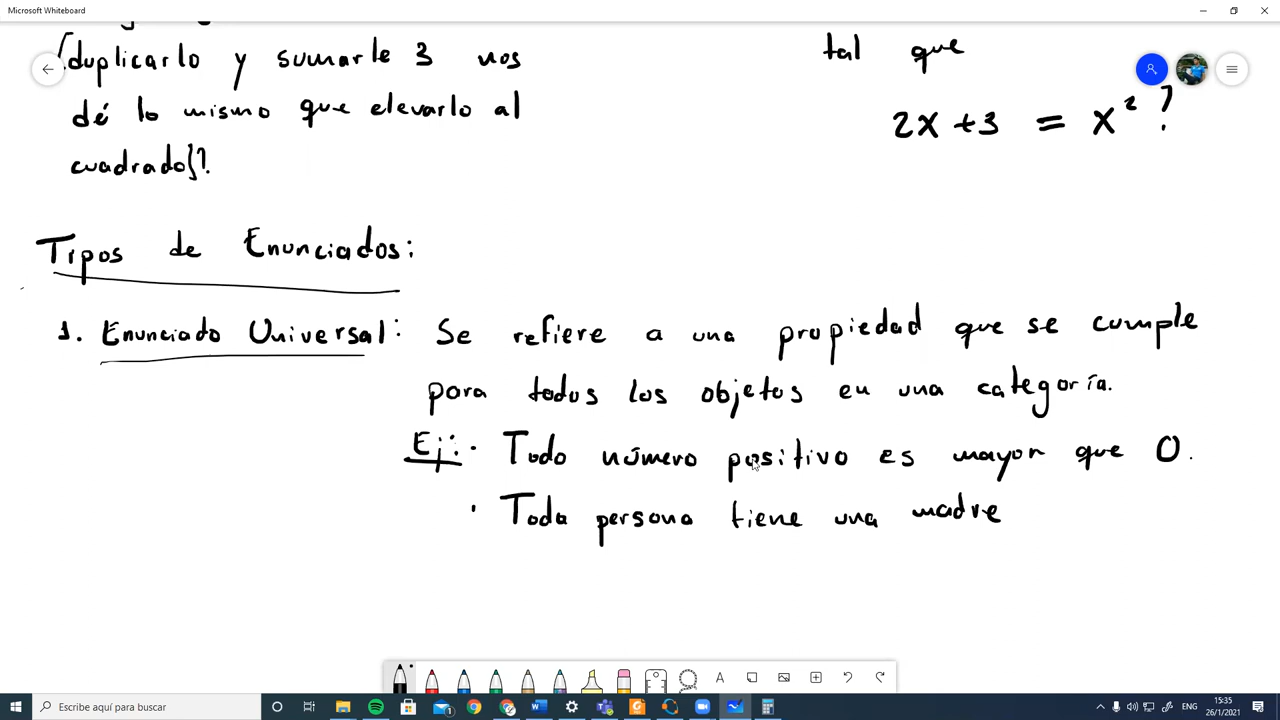 Microsoft Whiteboard
duplicarlo y sumarle 3 nos
dé lo mismo que elevarlo al
cuadrado}?
tal que
2x + 3 = x² ?
Tipos de Enunciados:
1. Enunciado Universal: Se refiere a una propiedad que se cumple
para todos los objetos en una categoría.
Ej: · Todo número positivo es mayor que 0.
· Toda persona tiene una madre
Escribe aquí para buscar
ENG
15:35
26/1/2021